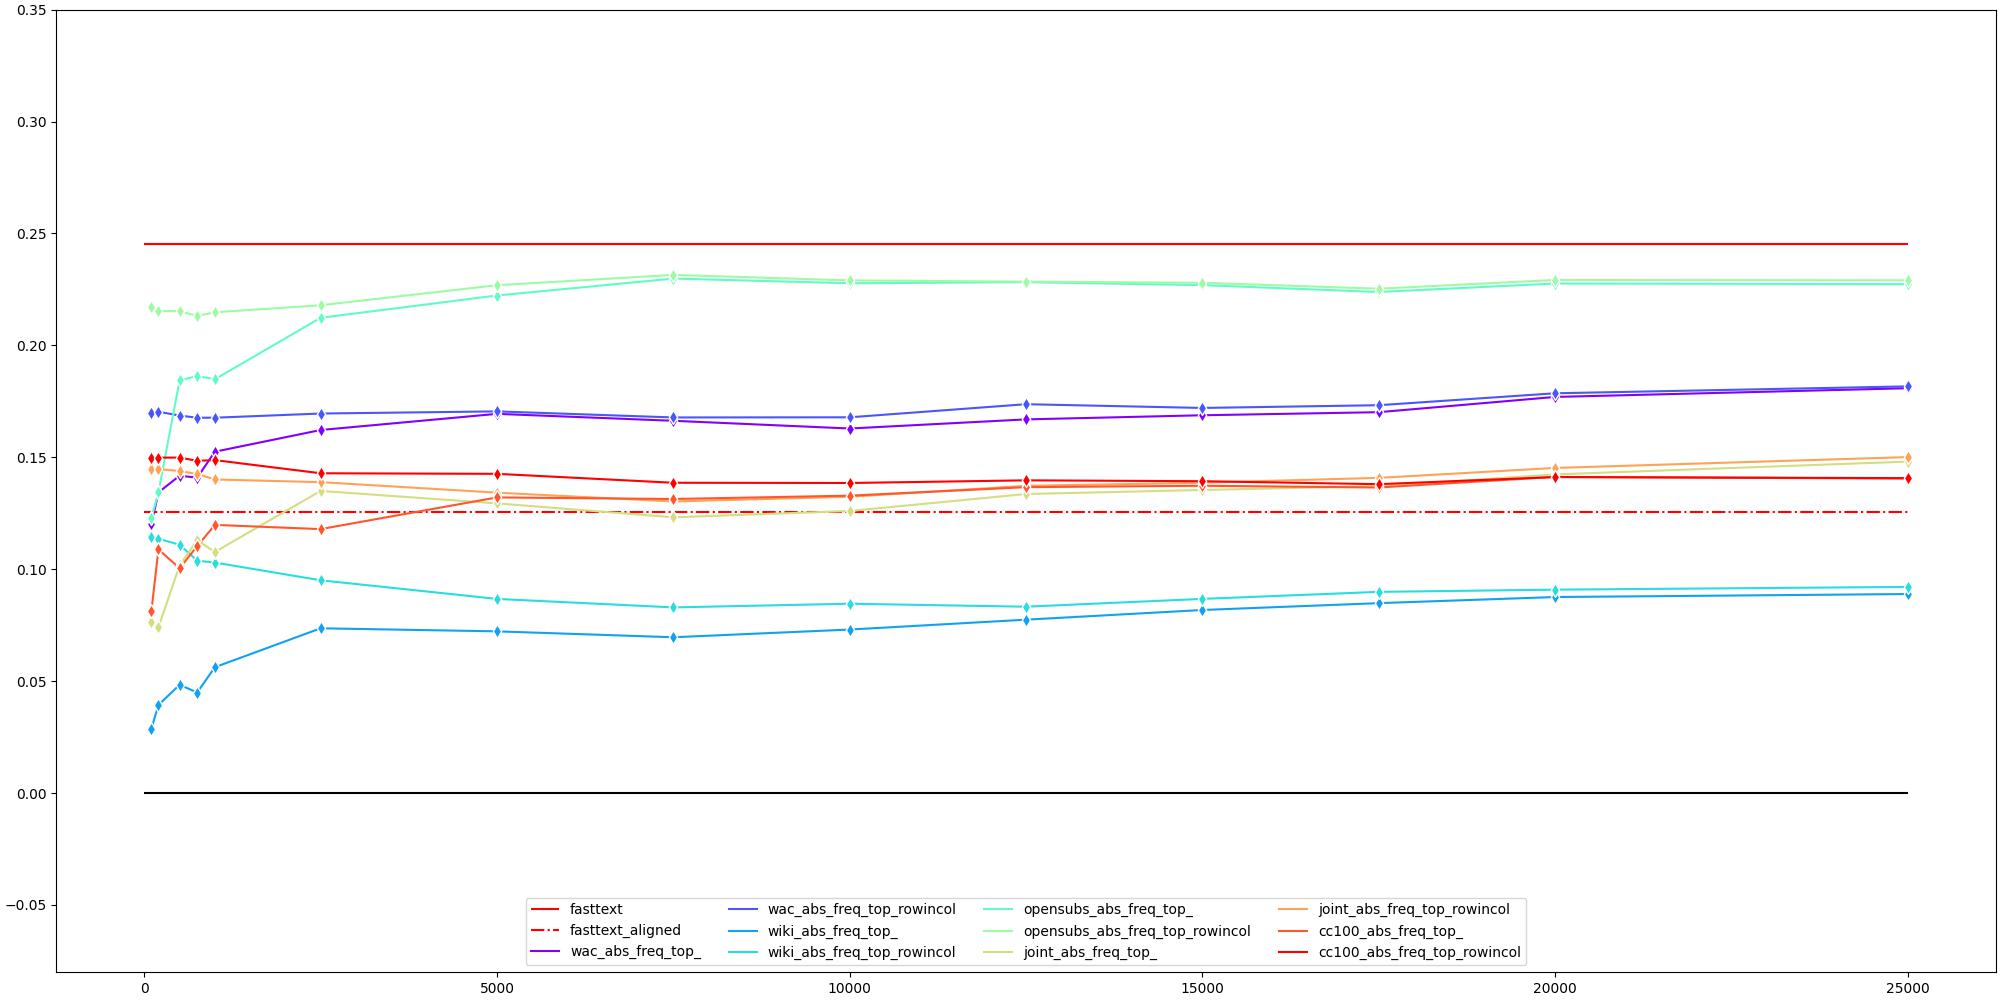 0.35
0.30
0.25
0.20
0.15
0.10
0.05
0.00
−0.05
fasttext
fasttext_aligned
wac_abs_freq_top_
wac_abs_freq_top_rowincol
wiki_abs_freq_top_
wiki_abs_freq_top_rowincol
opensubs_abs_freq_top_
opensubs_abs_freq_top_rowincol
joint_abs_freq_top_
joint_abs_freq_top_rowincol
cc100_abs_freq_top_
cc100_abs_freq_top_rowincol
0 5000 10000 15000 20000 25000